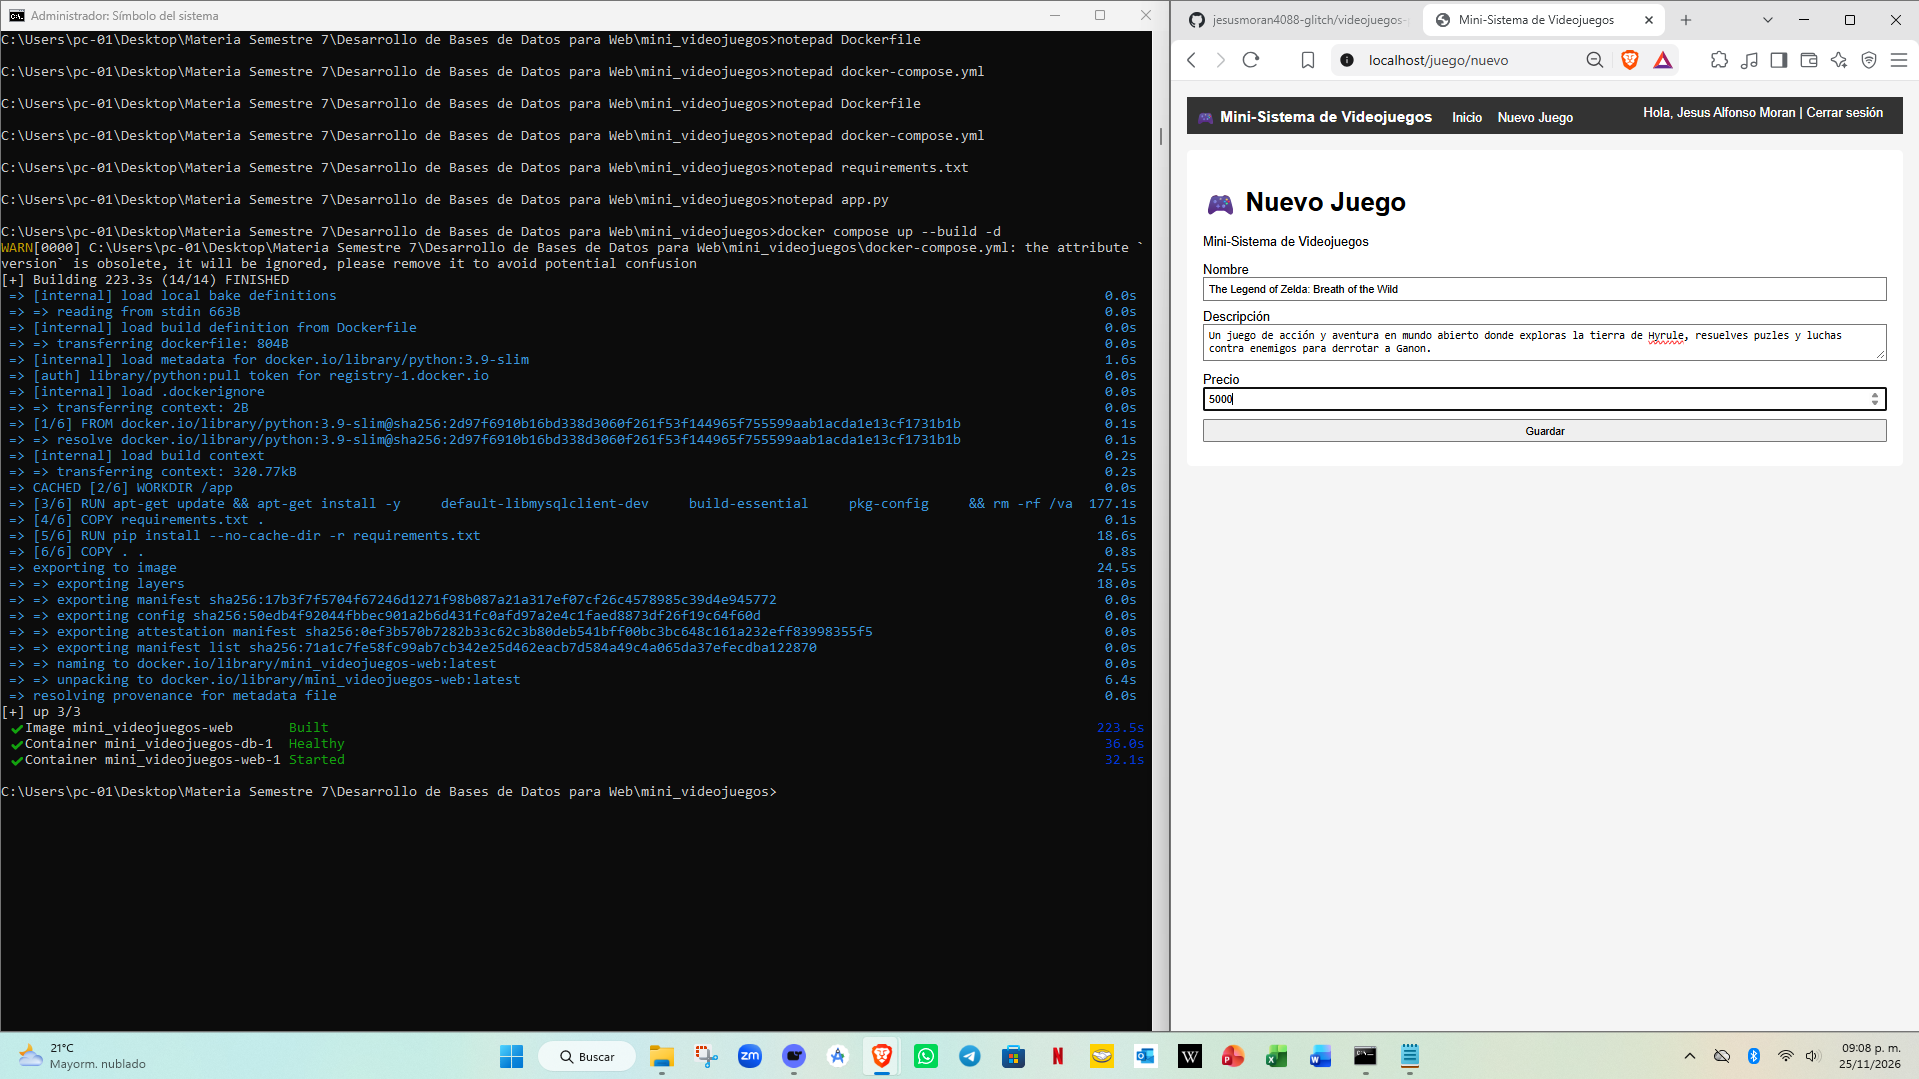 Administrador: Símbolo del sistema
C:\Users\pc-01\Desktop\Materia Semestre 7\Desarrollo de Bases de Datos para Web\mini_videojuegos>notepad Dockerfile
C:\Users\pc-01\Desktop\Materia Semestre 7\Desarrollo de Bases de Datos para Web\mini_videojuegos>notepad docker-compose.yml
C:\Users\pc-01\Desktop\Materia Semestre 7\Desarrollo de Bases de Datos para Web\mini_videojuegos>notepad Dockerfile
C:\Users\pc-01\Desktop\Materia Semestre 7\Desarrollo de Bases de Datos para Web\mini_videojuegos>notepad docker-compose.yml
C:\Users\pc-01\Desktop\Materia Semestre 7\Desarrollo de Bases de Datos para Web\mini_videojuegos>notepad requirements.txt
C:\Users\pc-01\Desktop\Materia Semestre 7\Desarrollo de Bases de Datos para Web\mini_videojuegos>notepad app.py
C:\Users\pc-01\Desktop\Materia Semestre 7\Desarrollo de Bases de Datos para Web\mini_videojuegos>docker compose up --build -d
WARN[0000] C:\Users\pc-01\Desktop\Materia Semestre 7\Desarrollo de Bases de Datos para Web\mini_videojuegos\docker-compose.yml: the attribute `
version` is obsolete, it will be ignored, please remove it to avoid potential confusion
[+] Building 223.3s (14/14) FINISHED
=> [internal] load local bake definitions 0.0s
=> => reading from stdin 663B 0.0s
=> [internal] load build definition from Dockerfile 0.0s
=> => transferring dockerfile: 804B 0.0s
=> [internal] load metadata for docker.io/library/python:3.9-slim 1.6s
=> [auth] library/python:pull token for registry-1.docker.io 0.0s
=> [internal] load .dockerignore 0.0s
=> => transferring context: 2B 0.0s
=> [1/6] FROM docker.io/library/python:3.9-slim@sha256:2d97f6910b16bd338d3060f261f53f144965f755599aab1acda1e13cf1731b1b 0.1s
=> => resolve docker.io/library/python:3.9-slim@sha256:2d97f6910b16bd338d3060f261f53f144965f755599aab1acda1e13cf1731b1b 0.1s
=> [internal] load build context 0.2s
=> => transferring context: 320.77kB 0.2s
=> CACHED [2/6] WORKDIR /app 0.0s
=> [3/6] RUN apt-get update && apt-get install -y default-libmysqlclient-dev build-essential pkg-config && rm -rf /va 177.1s
=> [4/6] COPY requirements.txt . 0.1s
=> [5/6] RUN pip install --no-cache-dir -r requirements.txt 18.6s
=> [6/6] COPY . . 0.8s
=> exporting to image 24.5s
=> => exporting layers 18.0s
=> => exporting manifest sha256:17b3f7f5704f67246d1271f98b087a21a317ef07cf26c4578985c39d4e945772 0.0s
=> => exporting config sha256:50edb4f92044fbbec901a2b6d431fc0afd97a2e4c1faed8873df26f19c64f60d 0.0s
=> => exporting attestation manifest sha256:0ef3b570b7282b33c62c3b80deb541bff00bc3bc648c161a232eff83998355f5 0.0s
=> => exporting manifest list sha256:71a1c7fe58fc99ab7cb342e25d462eacb7d584a49c4a065da37efecdba122870 0.0s
=> => naming to docker.io/library/mini_videojuegos-web:latest 0.0s
=> => unpacking to docker.io/library/mini_videojuegos-web:latest 6.4s
=> resolving provenance for metadata file 0.0s
[+] up 3/3
Image mini_videojuegos-web Built 223.5s
Container mini_videojuegos-db-1 Healthy 36.0s
Container mini_videojuegos-web-1 Started 32.1s
C:\Users\pc-01\Desktop\Materia Semestre 7\Desarrollo de Bases de Datos para Web\mini_videojuegos>
jesusmoran4088-glitch/videojuegos-
Mini-Sistema de Videojuegos
localhost/juego/nuevo
Mini-Sistema de Videojuegos Inicio Nuevo Juego Hola, Jesus Alfonso Moran | Cerrar sesión
Nuevo Juego
Mini-Sistema de Videojuegos
Nombre
The Legend of Zelda: Breath of the Wild
Descripción
Un juego de acción y aventura en mundo abierto donde exploras la tierra de Hyrule, resuelves puzles y luchas
contra enemigos para derrotar a Ganon.
Precio
5000
Guardar
21°C
Mayorm. nublado
Buscar
zm
N
W
09:08 p. m.
25/11/2026